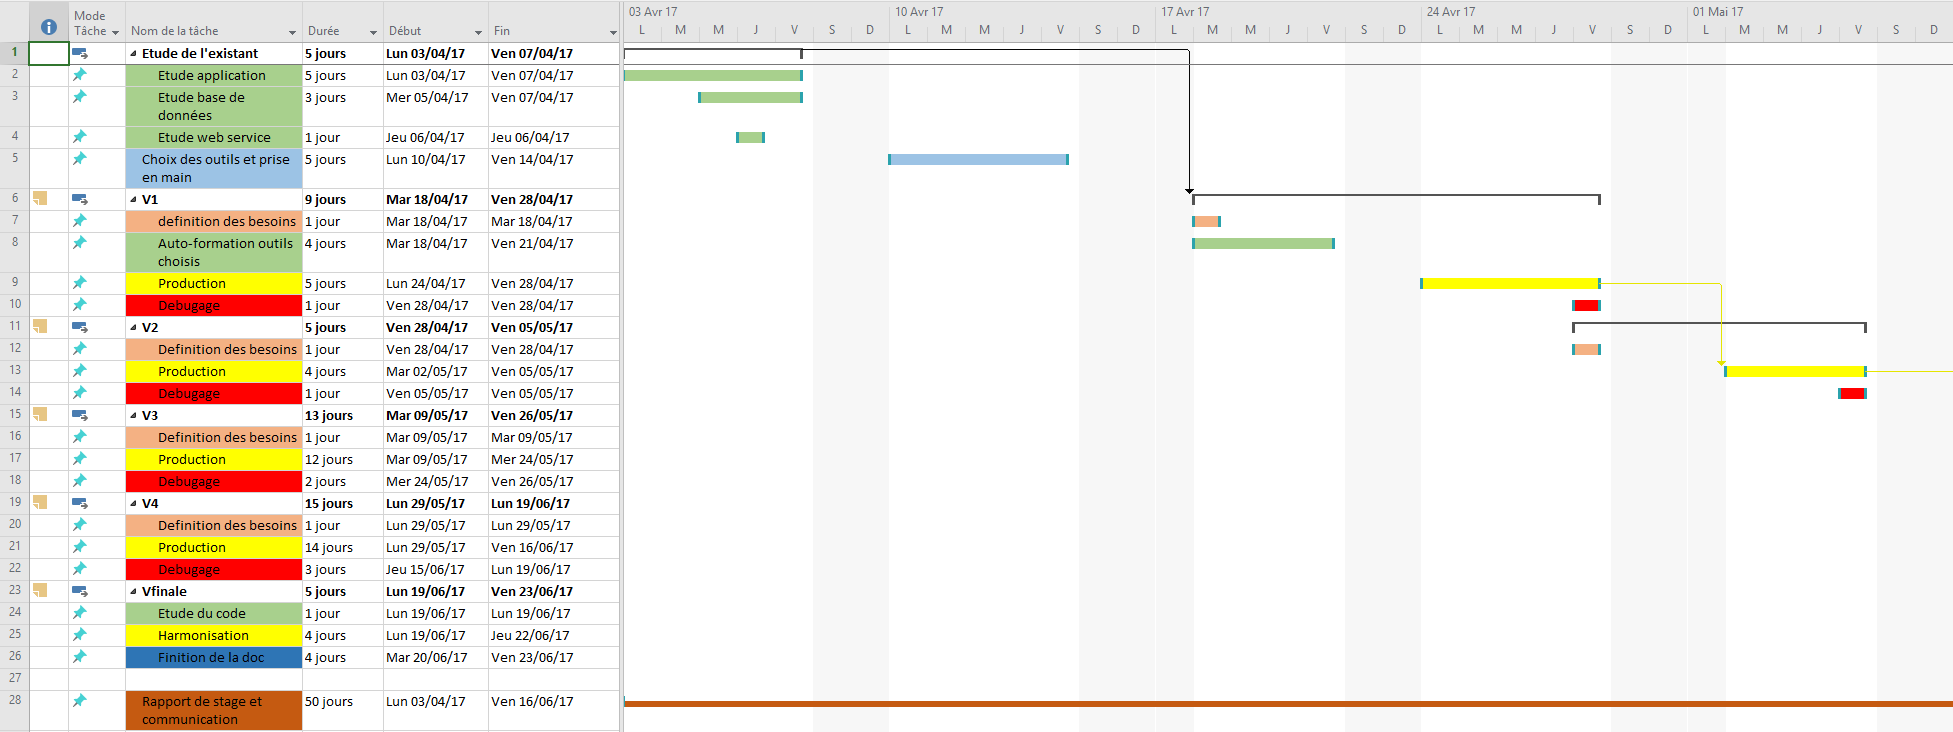 Mode
Tâche Nom de la tâche Durée Début Fin
03 Avr 17 10 Avr 17 17 Avr 17 24 Avr 17 01 Mai 17
L M M J V S D L M M J V S D L M M J V S D L M M J V S D L M M J V S D
1 Etude de l'existant 5 jours Lun 03/04/17 Ven 07/04/17
2 Etude application 5 jours Lun 03/04/17 Ven 07/04/17
3 Etude base de 3 jours Mer 05/04/17 Ven 07/04/17
données
4 Etude web service 1 jour Jeu 06/04/17 Jeu 06/04/17
5 Choix des outils et prise 5 jours Lun 10/04/17 Ven 14/04/17
en main
6 V1 9 jours Mar 18/04/17 Ven 28/04/17
7 definition des besoins 1 jour Mar 18/04/17 Mar 18/04/17
8 Auto-formation outils 4 jours Mar 18/04/17 Ven 21/04/17
choisis
9 Production 5 jours Lun 24/04/17 Ven 28/04/17
10 Debugage 1 jour Ven 28/04/17 Ven 28/04/17
11 V2 5 jours Ven 28/04/17 Ven 05/05/17
12 Definition des besoins 1 jour Ven 28/04/17 Ven 28/04/17
13 Production 4 jours Mar 02/05/17 Ven 05/05/17
14 Debugage 1 jour Ven 05/05/17 Ven 05/05/17
15 V3 13 jours Mar 09/05/17 Ven 26/05/17
16 Definition des besoins 1 jour Mar 09/05/17 Mar 09/05/17
17 Production 12 jours Mar 09/05/17 Mer 24/05/17
18 Debugage 2 jours Mer 24/05/17 Ven 26/05/17
19 V4 15 jours Lun 29/05/17 Lun 19/06/17
20 Definition des besoins 1 jour Lun 29/05/17 Lun 29/05/17
21 Production 14 jours Lun 29/05/17 Ven 16/06/17
22 Debugage 3 jours Jeu 15/06/17 Lun 19/06/17
23 Vfinale 5 jours Lun 19/06/17 Ven 23/06/17
24 Etude du code 1 jour Lun 19/06/17 Lun 19/06/17
25 Harmonisation 4 jours Lun 19/06/17 Jeu 22/06/17
26 Finition de la doc 4 jours Mar 20/06/17 Ven 23/06/17
27
28 Rapport de stage et 50 jours Lun 03/04/17 Ven 16/06/17
communication